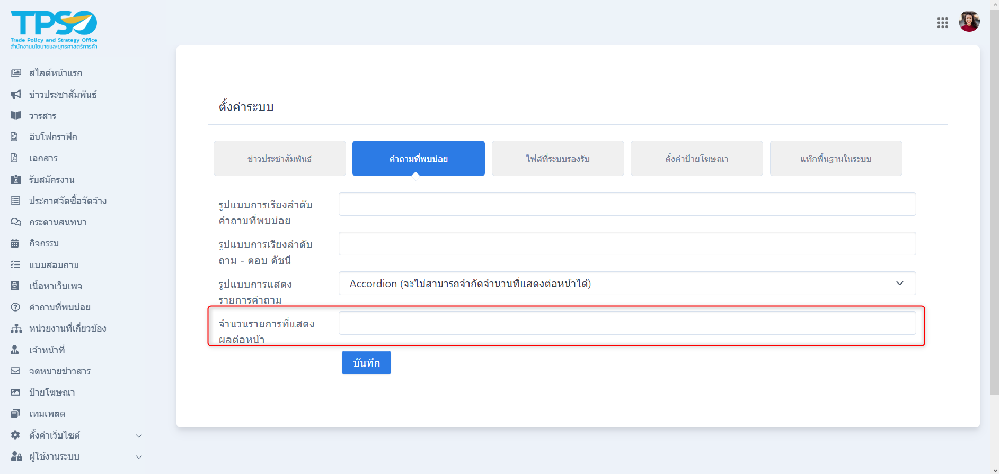 TPSO
Trade Policy and Strategy Office
สำนักงานนโยบายและยุทธศาสตร์การค้า
สไลด์หน้าแรก
ข่าวประชาสัมพันธ์
วารสาร
อินโฟกราฟิก
เอกสาร
รับสมัครงาน
ประกาศจัดซื้อจัดจ้าง
กระดานสนทนา
กิจกรรม
แบบสอบถาม
เนื้อหาเว็บเพจ
คำถามที่พบบ่อย
หน่วยงานที่เกี่ยวข้อง
เจ้าหน้าที่
จดหมายข่าวสาร
ป้ายโฆษณา
เทมเพลต
ตั้งค่าเว็บไซต์
ผู้ใช้งานระบบ
ตั้งค่าระบบ
ข่าวประชาสัมพันธ์
คำถามที่พบบ่อย
ไฟล์ที่ระบบรองรับ
ตั้งค่าป้ายโฆษณา
แท๊กพื้นฐานในระบบ
รูปแบบการเรียงลำดับ
คำถามที่พบบ่อย
รูปแบบการเรียงลำดับ
ถาม - ตอบ ดัชนี
รูปแบบการแสดง
รายการคำถาม
Accordion (จะไม่สามารถจำกัดจำนวนที่แสดงต่อหน้าได้)
จำนวนรายการที่แสดง
ผลต่อหน้า
บันทึก